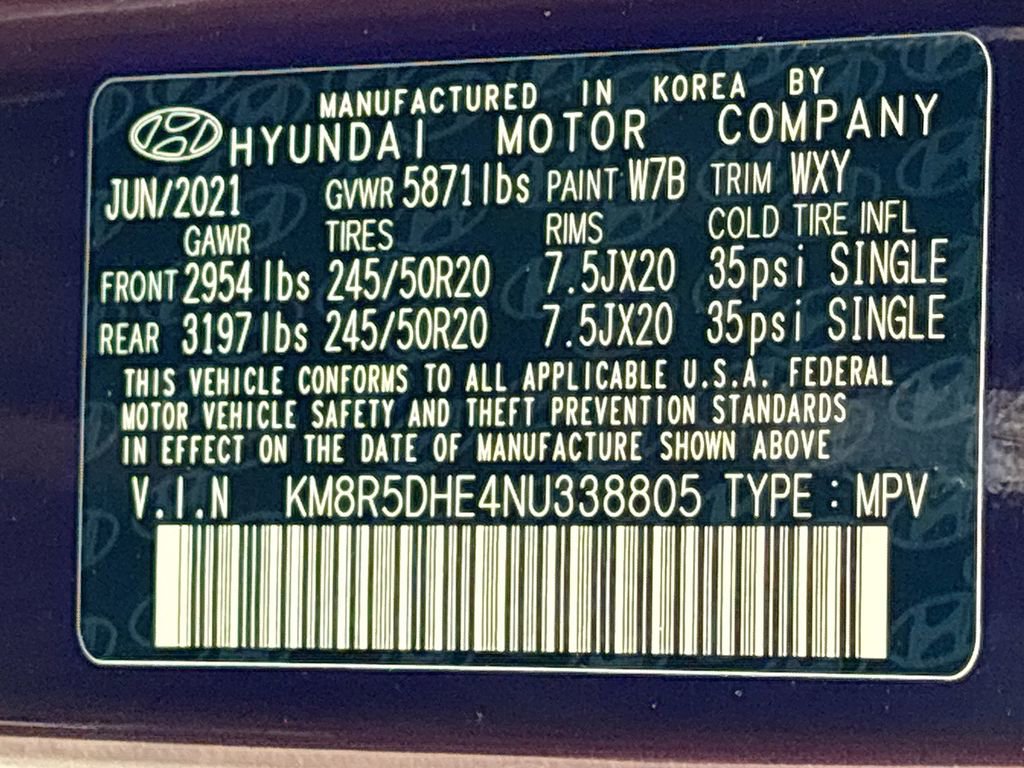 MANUFACTURED IN KOREA BY
HYUNDAI MOTOR COMPANY
JUN/2021 GVWR 5871lbs PAINT W7B TRIM WXY
GAWR TIRES RIMS COLD TIRE INFL
FRONT 2954lbs 245/50R20 7.5JX20 35psi SINGLE
REAR 3197lbs 245/50R20 7.5JX20 35psi SINGLE
THIS VEHICLE CONFORMS TO ALL APPLICABLE U.S.A. FEDERAL
MOTOR VEHICLE SAFETY AND THEFT PREVENTION STANDARDS
IN EFFECT ON THE DATE OF MANUFACTURE SHOWN ABOVE
V.I.N KM8R5DHE4NU338805 TYPE : MPV